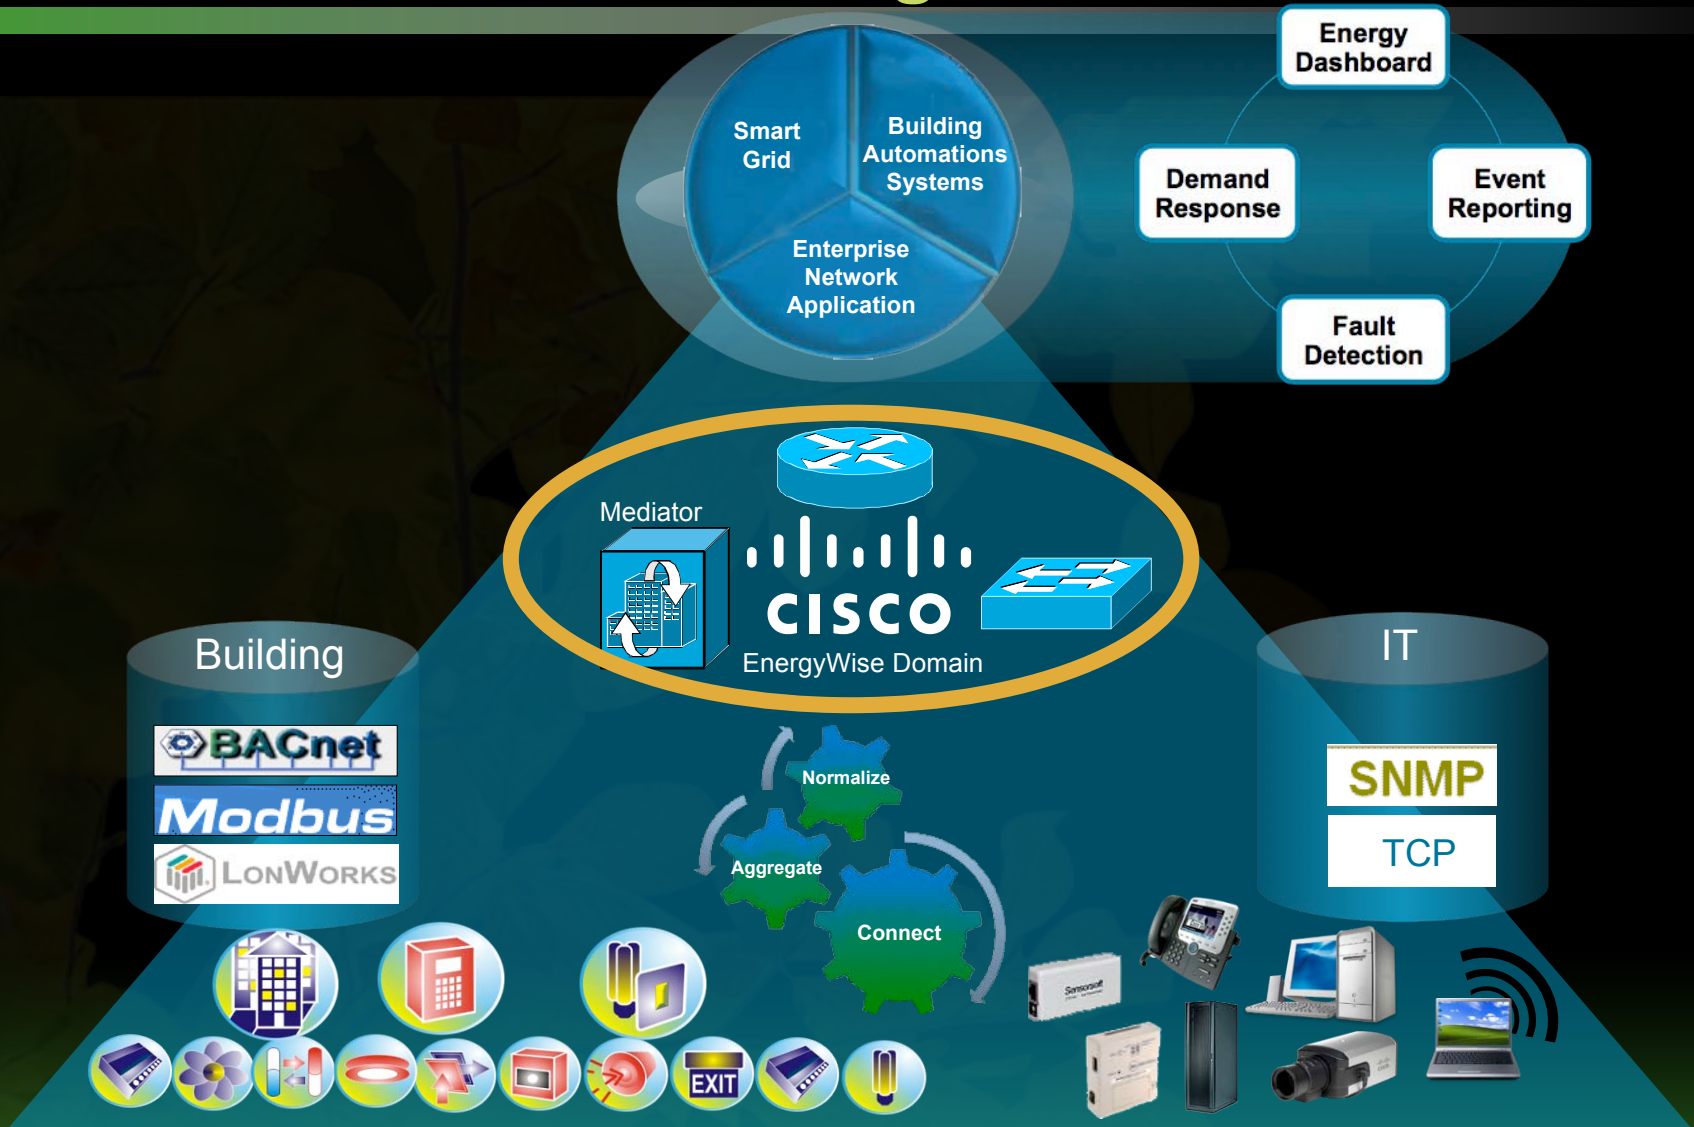 Energy
Dashboard
Smart
Grid
Building
Automations
Systems
Demand
Response
Event
Reporting
Enterprise
Network
Application
Fault
Detection
Mediator
CISCO
EnergyWise Domain
Building
IT
BACnet
Modbus
LONWORKS
Normalize
Aggregate
Connect
SNMP
TCP
Sensorsoft
EXIT